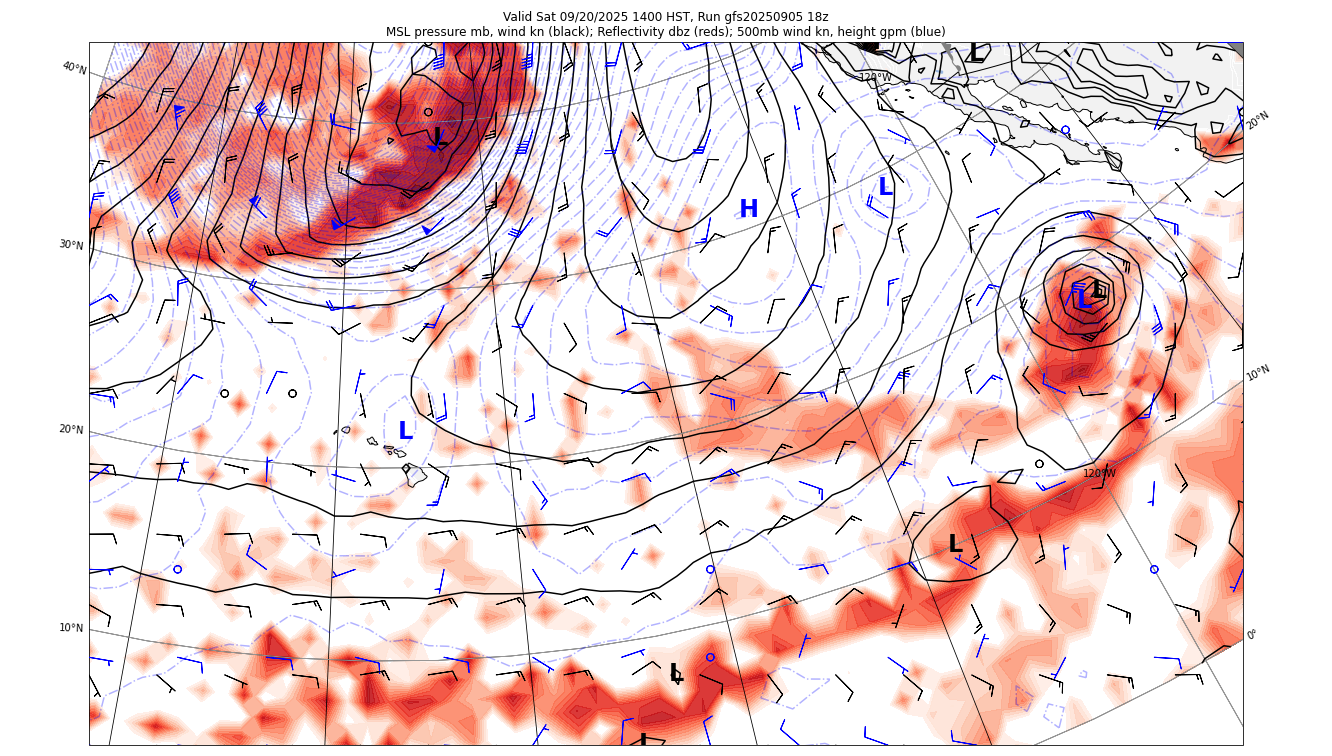 Valid Sat 09/20/2025 1400 HST, Run gfs20250905 18z
MSL pressure mb, wind kn (black); Reflectivity dbz (reds); 500mb wind kn, height gpm (blue)
L
40°N
120°W
20°N
L
L
H
30°N
L
L
10°N
20°N
L
120°W
L
10°N
0°
L
L